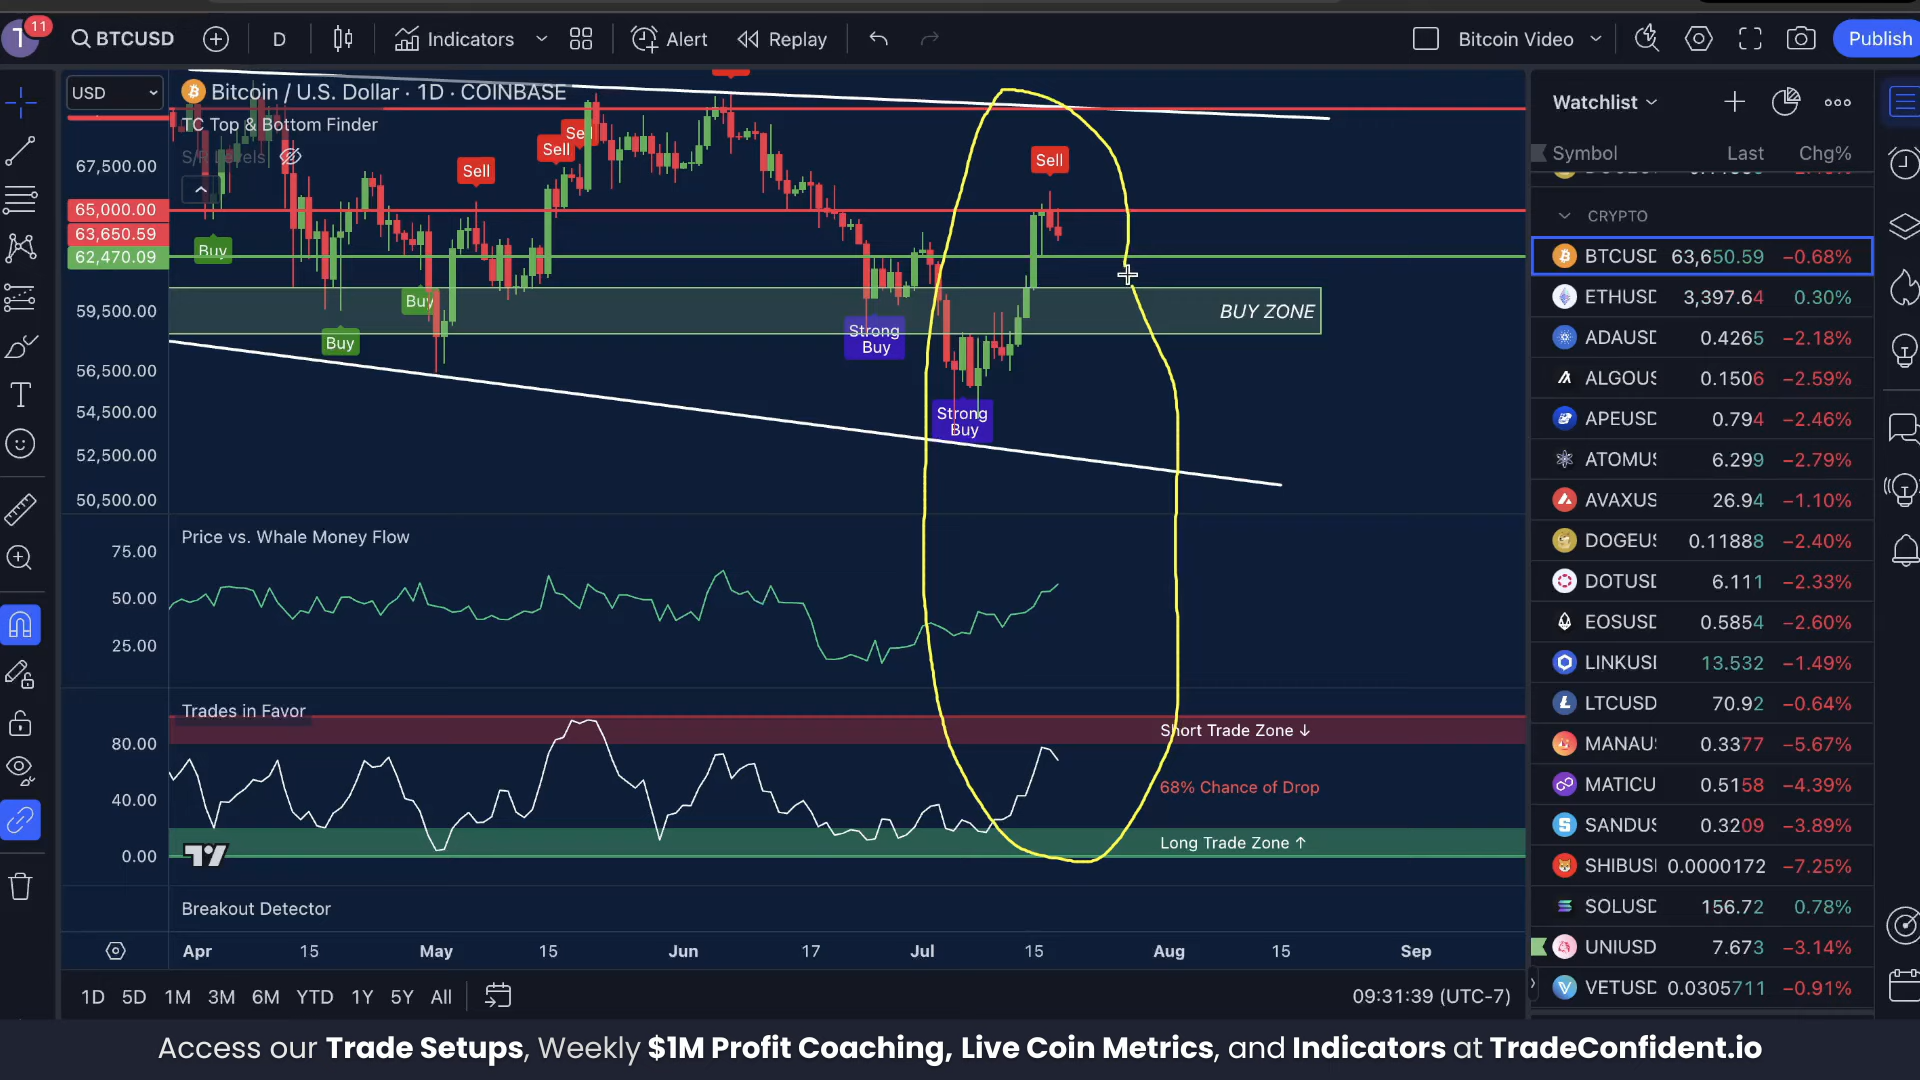 T 11 BTCUSD D Indicators Alert Replay Bitcoin Video Publish
USD
Bitcoin / U.S. Dollar · 1D · COINBASE
TC Top & Bottom Finder
S/R Levels
67,500.00
65,000.00
63,650.59
62,470.09
59,500.00
56,500.00
54,500.00
52,500.00
50,500.00
Buy
Buy
Buy
Sell
Sell
Sell
Strong
Buy
Strong
Buy
Sell
BUY ZONE
Price vs. Whale Money Flow
75.00
50.00
25.00
Trades in Favor
80.00
40.00
0.00
Short Trade Zone ↓
68% Chance of Drop
Long Trade Zone ↑
Breakout Detector
Apr 15 May 15 Jun 17 Jul 15 Aug 15 Sep
1D 5D 1M 3M 6M YTD 1Y 5Y All
09:31:39 (UTC-7)
Watchlist
Symbol Last Chg%
CRYPTO
BTCUSD 63,650.59 −0.68%
ETHUSD 3,397.64 0.30%
ADAUSD 0.4265 −2.18%
ALGOUS 0.1506 −2.59%
APEUSD 0.794 −2.46%
ATOMUS 6.299 −2.79%
AVAXUS 26.94 −1.10%
DOGEUS 0.11888 −2.40%
DOTUSD 6.111 −2.33%
EOSUSD 0.5854 −2.60%
LINKUSD 13.532 −1.49%
LTCUSD 70.92 −0.64%
MANAUS 0.3377 −5.67%
MATICU 0.5158 −4.39%
SANDUS 0.3209 −3.89%
SHIBUSI 0.0000172 −7.25%
SOLUSD 156.72 0.78%
UNIUSD 7.673 −3.14%
VETUSD 0.0305711 −0.91%
Access our Trade Setups, Weekly $1M Profit Coaching, Live Coin Metrics, and Indicators at TradeConfident.io